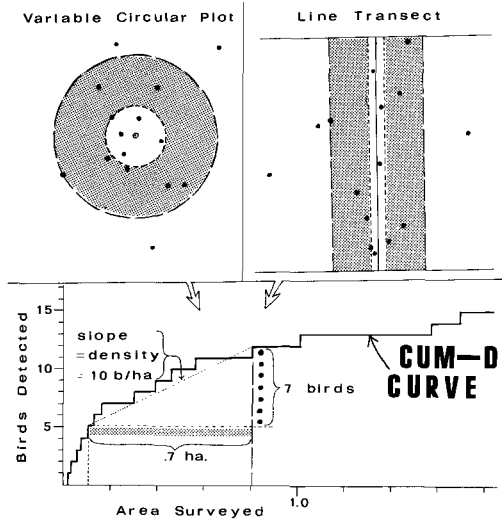 Variable Circular Plot
Line Transect
Birds Detected
15
10
5
slope
=density
= 10 b/ha
7 birds
.7 ha.
CUM—D
CURVE
1.0
Area Surveyed